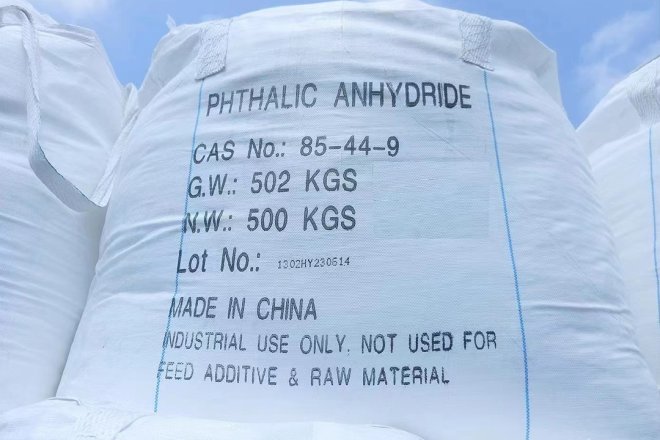 PHTHALIC ANHYDRIDE
CAS No.: 85-44-9
G.W.: 502 KGS
N.W.: 500 KGS
Lot No.: 1302HY230614
MADE IN CHINA
INDUSTRIAL USE ONLY, NOT USED FOR
FEED ADDITIVE & RAW MATERIAL